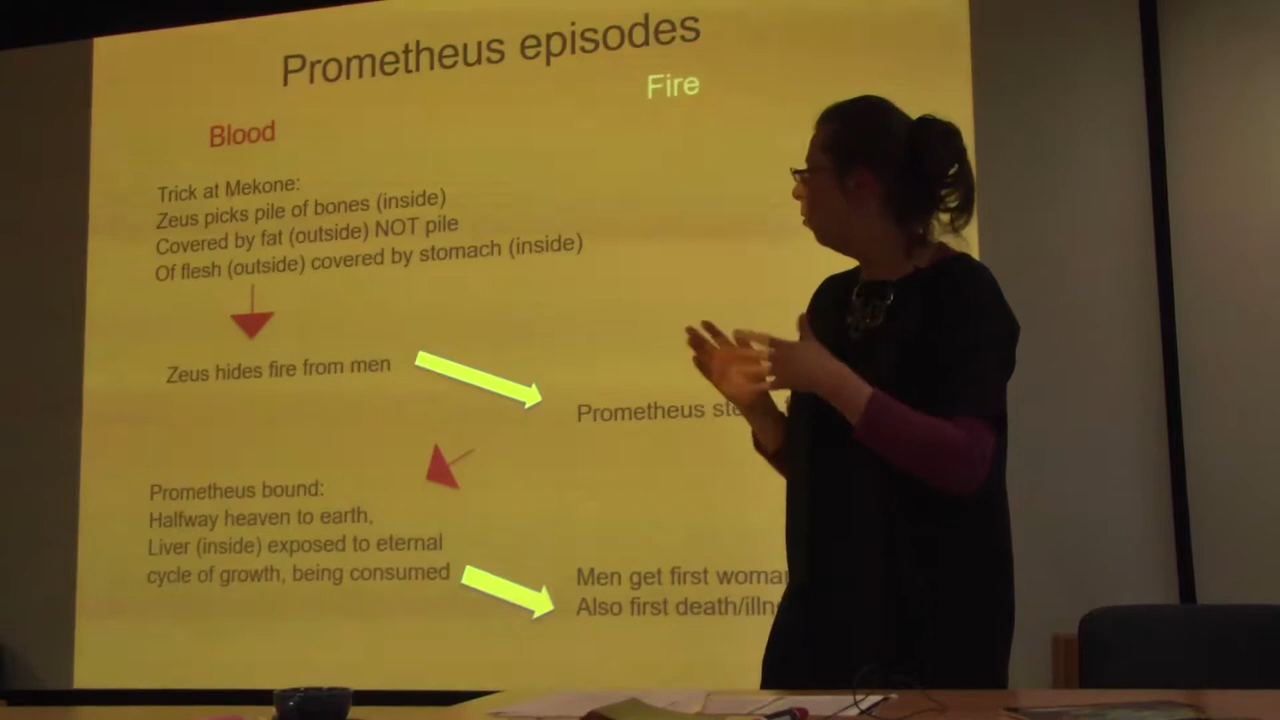 Prometheus episodes
Fire
Blood
Trick at Mekone:
Zeus picks pile of bones (inside)
Covered by fat (outside) NOT pile
Of flesh (outside) covered by stomach (inside)
Zeus hides fire from men
Prometheus
Prometheus bound:
Halfway heaven to earth,
Liver (inside) exposed to eternal
cycle of growth, being consumed
Men get first
Also first